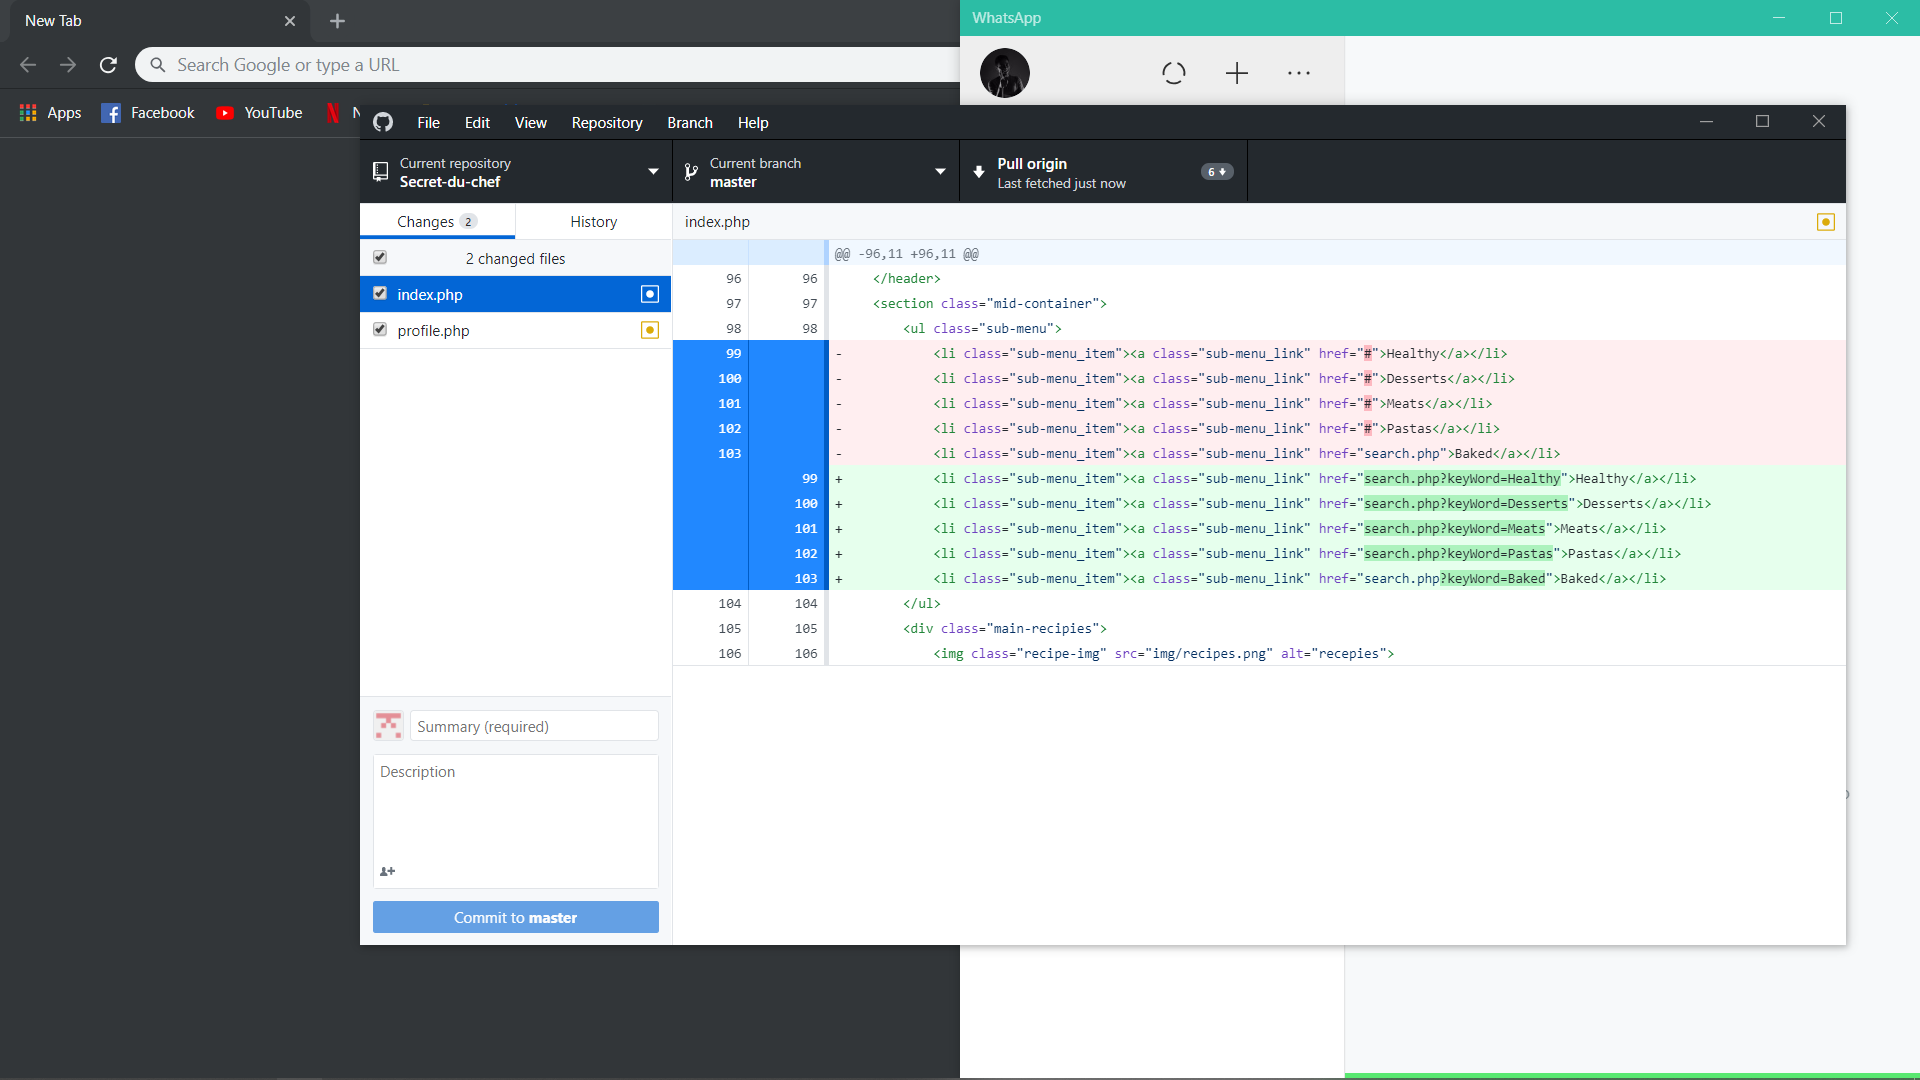 New Tab
Search Google or type a URL
Apps
Facebook
YouTube
WhatsApp
File
Edit
View
Repository
Branch
Help
Current repository
Secret-du-chef
Current branch
master
Pull origin
Last fetched just now
6
Changes 2
History
2 changed files
index.php
profile.php
Summary (required)
Description
Commit to master
index.php
@@ -96,11 +96,11 @@
96 96 </header>
97 97 <section class="mid-container">
98 98 <ul class="sub-menu">
99 - <li class="sub-menu_item"><a class="sub-menu_link" href="#">Healthy</a></li>
100 - <li class="sub-menu_item"><a class="sub-menu_link" href="#">Desserts</a></li>
101 - <li class="sub-menu_item"><a class="sub-menu_link" href="#">Meats</a></li>
102 - <li class="sub-menu_item"><a class="sub-menu_link" href="#">Pastas</a></li>
103 - <li class="sub-menu_item"><a class="sub-menu_link" href="search.php">Baked</a></li>
99 + <li class="sub-menu_item"><a class="sub-menu_link" href="search.php?keyWord=Healthy">Healthy</a></li>
100 + <li class="sub-menu_item"><a class="sub-menu_link" href="search.php?keyWord=Desserts">Desserts</a></li>
101 + <li class="sub-menu_item"><a class="sub-menu_link" href="search.php?keyWord=Meats">Meats</a></li>
102 + <li class="sub-menu_item"><a class="sub-menu_link" href="search.php?keyWord=Pastas">Pastas</a></li>
103 + <li class="sub-menu_item"><a class="sub-menu_link" href="search.php?keyWord=Baked">Baked</a></li>
104 104 </ul>
105 105 <div class="main-recipies">
106 106 <img class="recipe-img" src="img/recipes.png" alt="recepies">